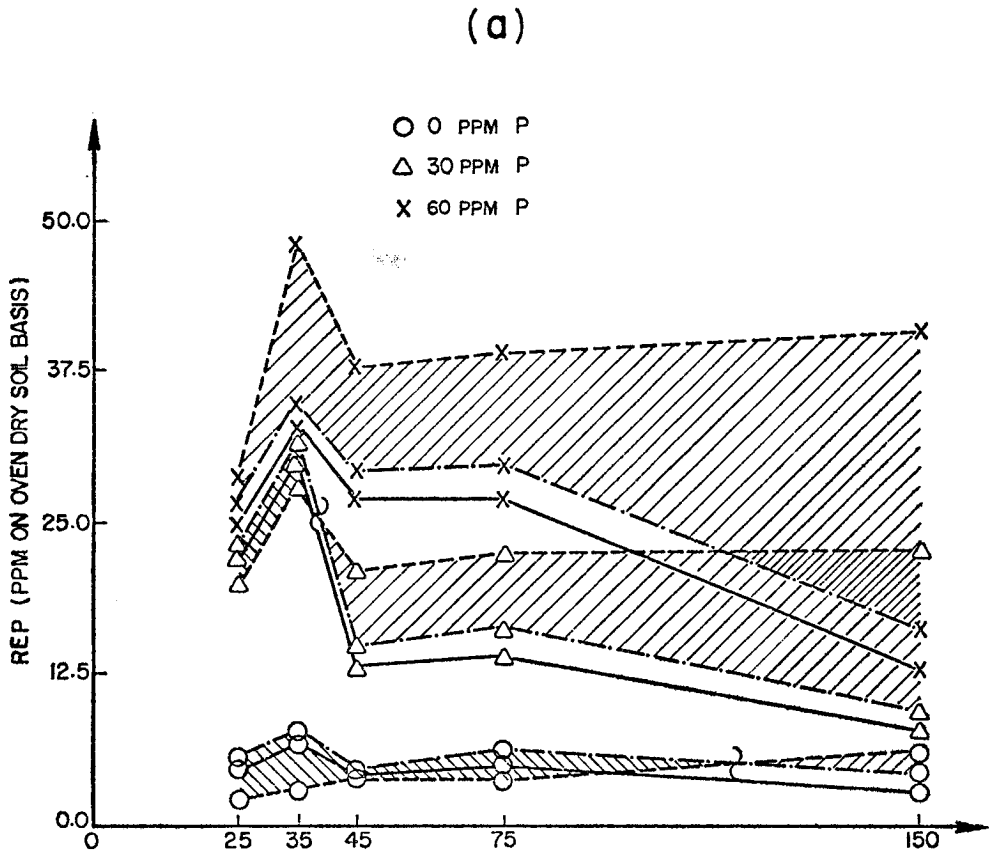 (a)
O 0 PPM P
△ 30 PPM P
X 60 PPM P
REP (PPM ON OVEN DRY SOIL BASIS)
50.0
37.5
25.0
12.5
0.0
0 25 35 45 75 150